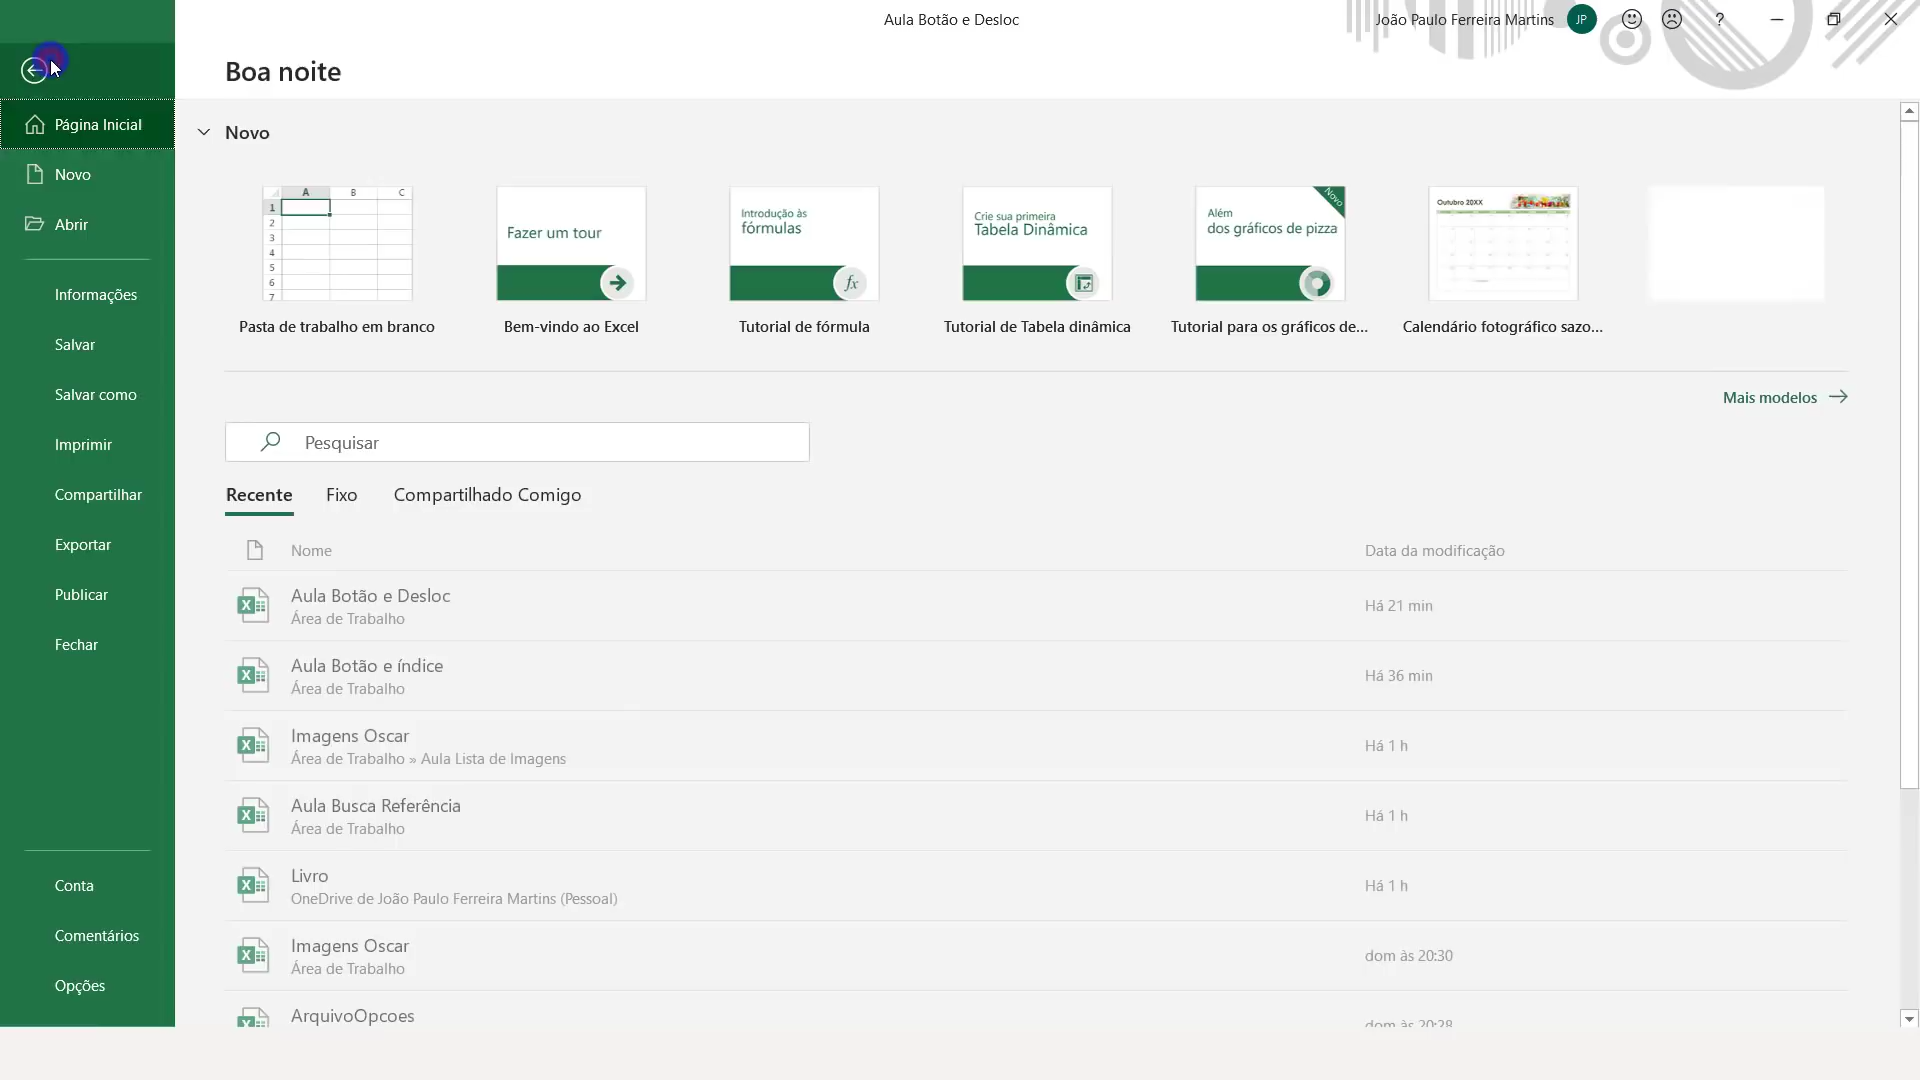 Aula Botão e Desloc
João Paulo Ferreira Martins
JP
?
Boa noite
Página Inicial
Novo
Abrir
Informações
Salvar
Salvar como
Imprimir
Compartilhar
Exportar
Publicar
Fechar
Conta
Comentários
Opções
Novo
A B C
1
2
3
4
5
6
7
Pasta de trabalho em branco
Fazer um tour
Bem-vindo ao Excel
Introdução às
fórmulas
fx
Tutorial de fórmula
Crie sua primeira
Tabela Dinâmica
Tutorial de Tabela dinâmica
Novo
Além
dos gráficos de pizza
Tutorial para os gráficos de...
Outubro 20XX
Calendário fotográfico sazo...
Mais modelos
Pesquisar
Recente Fixo Compartilhado Comigo
Nome Data da modificação
Aula Botão e Desloc
Área de Trabalho
Há 21 min
Aula Botão e índice
Área de Trabalho
Há 36 min
Imagens Oscar
Área de Trabalho » Aula Lista de Imagens
Há 1 h
Aula Busca Referência
Área de Trabalho
Há 1 h
Livro
OneDrive de João Paulo Ferreira Martins (Pessoal)
Há 1 h
Imagens Oscar
Área de Trabalho
dom às 20:30
ArquivoOpcoes
dom às 20:28